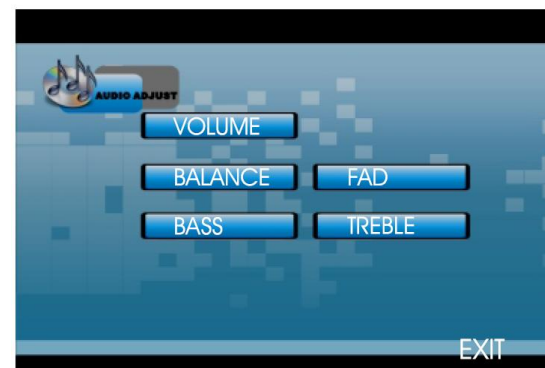 AUDIO ADJUST
VOLUME
BALANCE FAD
BASS TREBLE
EXIT